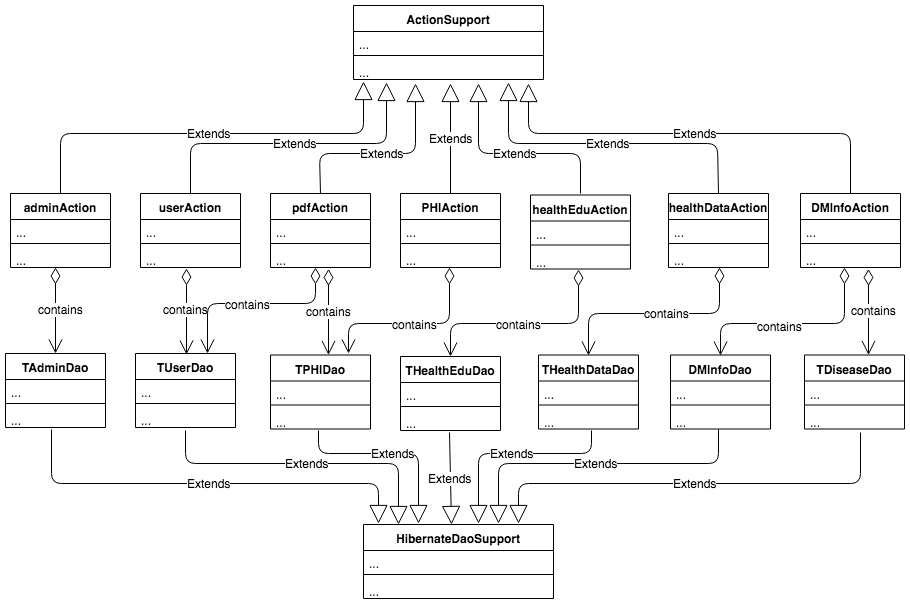 ActionSupport
...
...
Extends
Extends
Extends
Extends
Extends
Extends
Extends
adminAction
...
...
userAction
...
...
pdfAction
...
...
PHIAction
...
...
healthEduAction
...
...
healthDataAction
...
...
DMInfoAction
...
...
contains
contains
contains
contains
contains
contains
contains
contains
contains
TAdminDao
...
...
TUserDao
...
...
TPHIDao
...
...
THealthEduDao
...
...
THealthDataDao
...
...
DMInfoDao
...
...
TDiseaseDao
...
...
Extends
Extends
Extends
Extends
Extends
Extends
Extends
HibernateDaoSupport
...
...